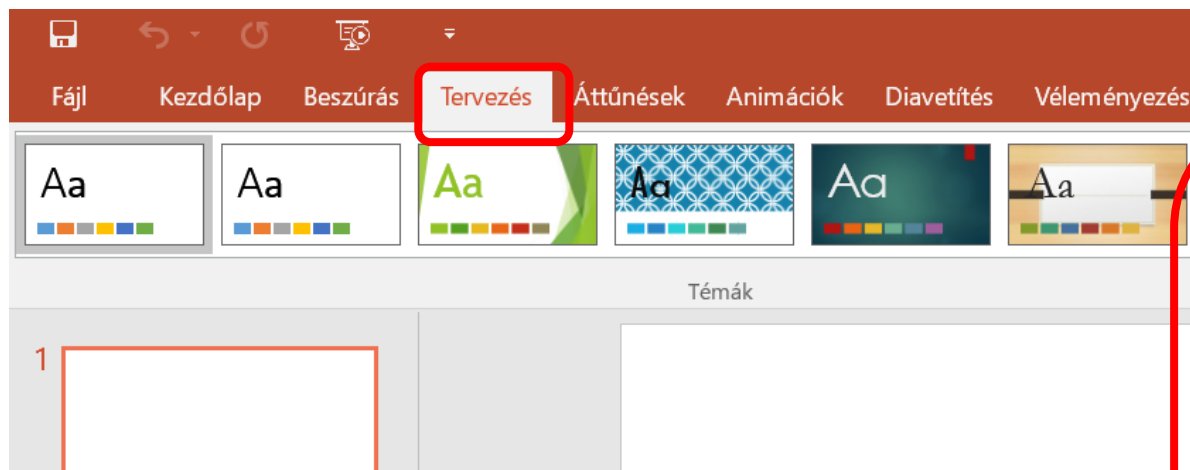 Fájl Kezdőlap Beszúrás Tervezés Áttűnések Animációk Diavetítés Véleményezés
Aa Aa Aa Aa Aa Aa
Témák
1